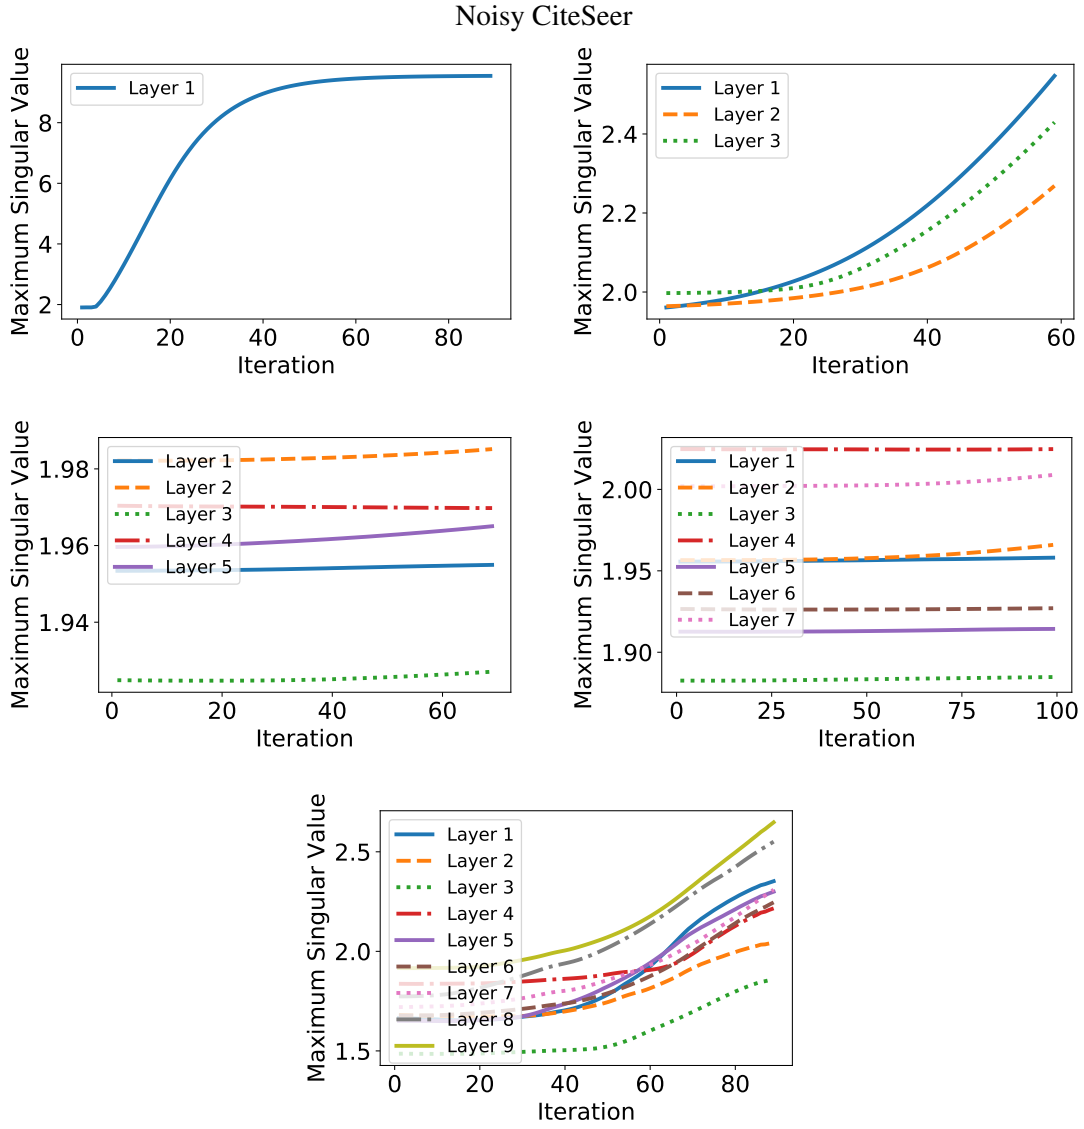 Noisy CiteSeer
Maximum Singular Value
8
6
4
2
Layer 1
0 20 40 60 80
Iteration
Maximum Singular Value
2.4
2.2
2.0
Layer 1
Layer 2
Layer 3
0 20 40 60
Iteration
Maximum Singular Value
1.98
1.96
1.94
Layer 1
Layer 2
Layer 3
Layer 4
Layer 5
0 20 40 60
Iteration
Maximum Singular Value
2.00
1.95
1.90
Layer 1
Layer 2
Layer 3
Layer 4
Layer 5
Layer 6
Layer 7
0 25 50 75 100
Iteration
Maximum Singular Value
2.5
2.0
1.5
Layer 1
Layer 2
Layer 3
Layer 4
Layer 5
Layer 6
Layer 7
Layer 8
Layer 9
0 20 40 60 80
Iteration